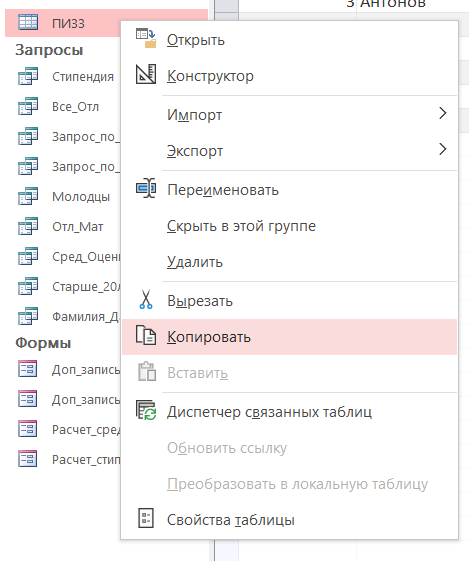 3 Антонов
ПИ33
Запросы
Стипендия
Все_Отл
Запрос_по_
Запрос_по_
Молодцы
Отл_Мат
Сред_Оцен
Старше_20л
Фамилия_Д
Формы
Доп_запись
Доп_запись
Расчет_сред
Расчет_стип
Открыть
Конструктор
Импорт
Экспорт
Переименовать
Скрыть в этой группе
Удалить
Вырезать
Копировать
Вставить
Диспетчер связанных таблиц
Обновить ссылку
Преобразовать в локальную таблицу
Свойства таблицы